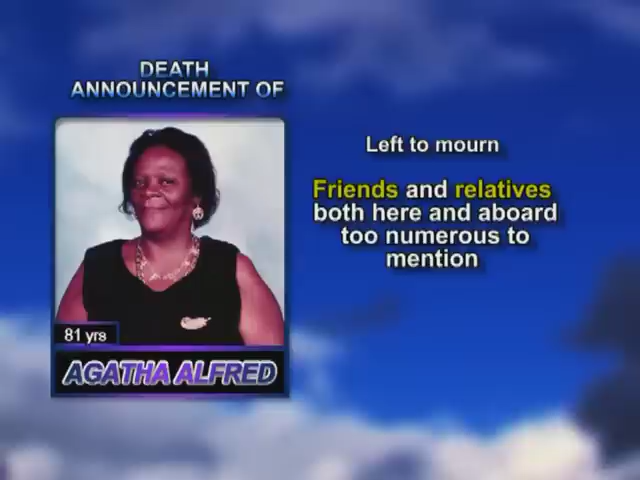 DEATH
ANNOUNCEMENT OF
81 yrs
AGATHA ALFRED
Left to mourn
Friends and relatives
both here and aboard
too numerous to
mention